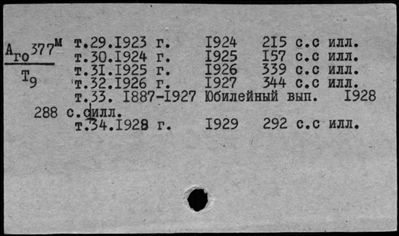 т.29.1923 г. 1924 215 с.с илл.
Аго377м т.30.1924 г. 1925 157 с.с илл.
т.31.1925 г. 1926 339 с.с илл.
Т9 т.32.1926 г. 1927 344 с.с илл.
т.33. 1887-1927 Юбилейный вып. 1928
288 с.силл.
т.34.1928 г. 1929 292 с.с илл.